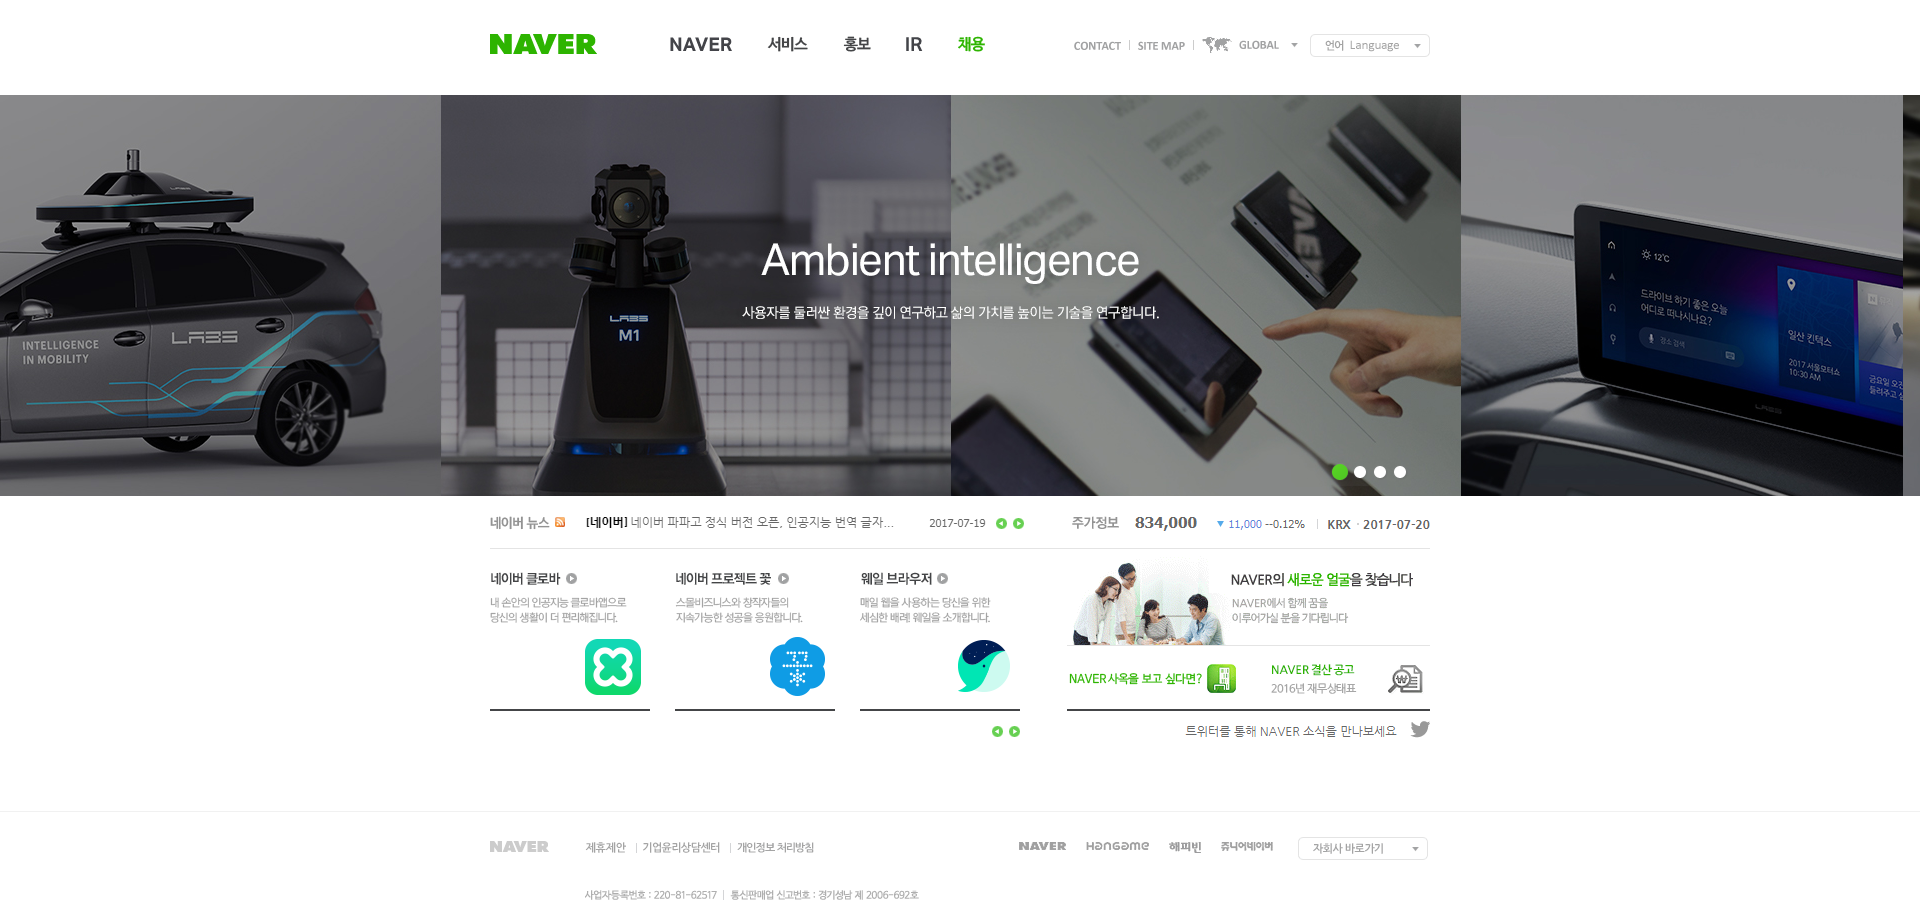 NAVER
NAVER 서비스 홍보 IR 채용
CONTACT SITE MAP GLOBAL 언어 Language
LABS
INTELLIGENCE
IN MOBILITY
LABS
LABS
M1
Ambient intelligence
사용자를 둘러싼 환경을 깊이 연구하고 삶의 가치를 높이는 기술을 연구합니다.
NAVER
12°C
드라이브 하기 좋은 오늘
어디로 떠나시나요?
장소 검색
일산 킨텍스
2017 서울모터쇼
10:30 AM
LABS
네이버 뉴스 [네이버] 네이버 파파고 정식 버전 오픈, 인공지능 번역 글자... 2017-07-19
주가정보 834,000 ▼ 11,000 --0.12% KRX · 2017-07-20
네이버 클로바
내 손안의 인공지능 클로바앱으로
당신의 생활이 더 편리해집니다.
네이버 프로젝트 꽃
스몰비즈니스와 창작자들의
지속가능한 성공을 응원합니다.
웨일 브라우저
매일 웹을 사용하는 당신을 위한
세심한 배려! 웨일을 소개합니다.
NAVER의 새로운 얼굴을 찾습니다
NAVER에서 함께 꿈을
이루어가실 분을 기다립니다
NAVER 사옥을 보고 싶다면?
NAVER 결산 공고
2016년 재무상태표
트위터를 통해 NAVER 소식을 만나보세요
NAVER 제휴제안 기업윤리상담센터 개인정보 처리방침
NAVER HANGAME 해피빈 쥬니어네이버 자회사 바로가기
사업자등록번호 : 220-81-62517 통신판매업 신고번호 : 경기성남 제 2006-692호